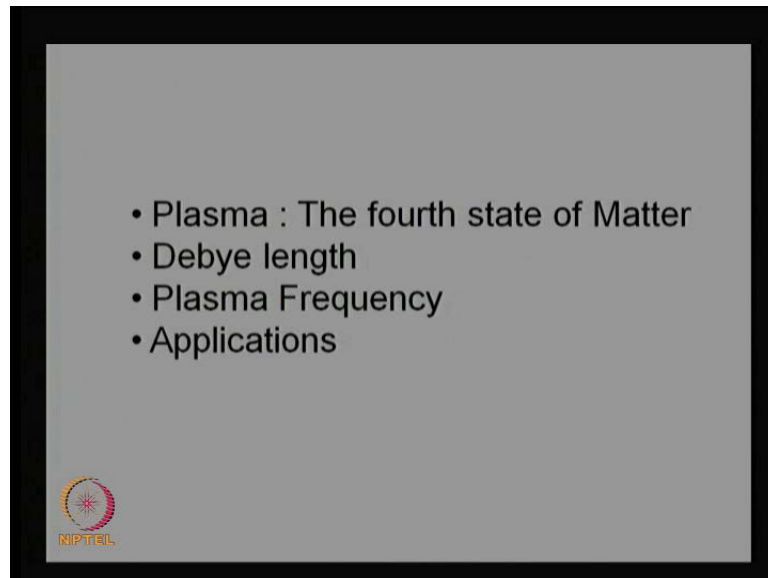 • Plasma : The fourth state of Matter
• Debye length
• Plasma Frequency
• Applications
NPTEL